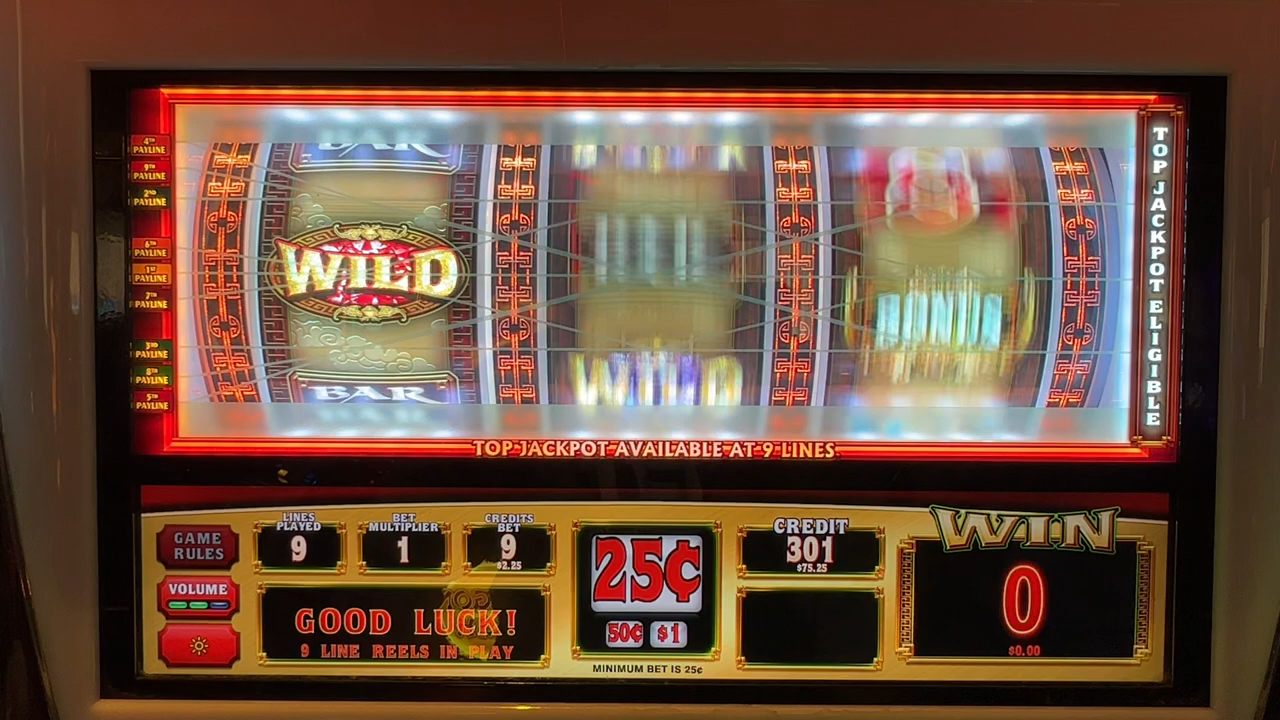 4TH PAYLINE
9TH PAYLINE
2ND PAYLINE
6TH PAYLINE
1ST PAYLINE
7TH PAYLINE
3RD PAYLINE
8TH PAYLINE
5TH PAYLINE
BAR
WILD
BAR
WILD
TOP JACKPOT ELIGIBLE
TOP JACKPOT AVAILABLE AT 9 LINES
GAME
RULES
VOLUME
LINES
PLAYED
9
BET
MULTIPLIER
1
CREDITS
BET
9
$2.25
GOOD LUCK!
9 LINE REELS IN PLAY
25¢
50¢ $1
MINIMUM BET IS 25¢
CREDIT
301
$75.25
WIN
0
$0.00